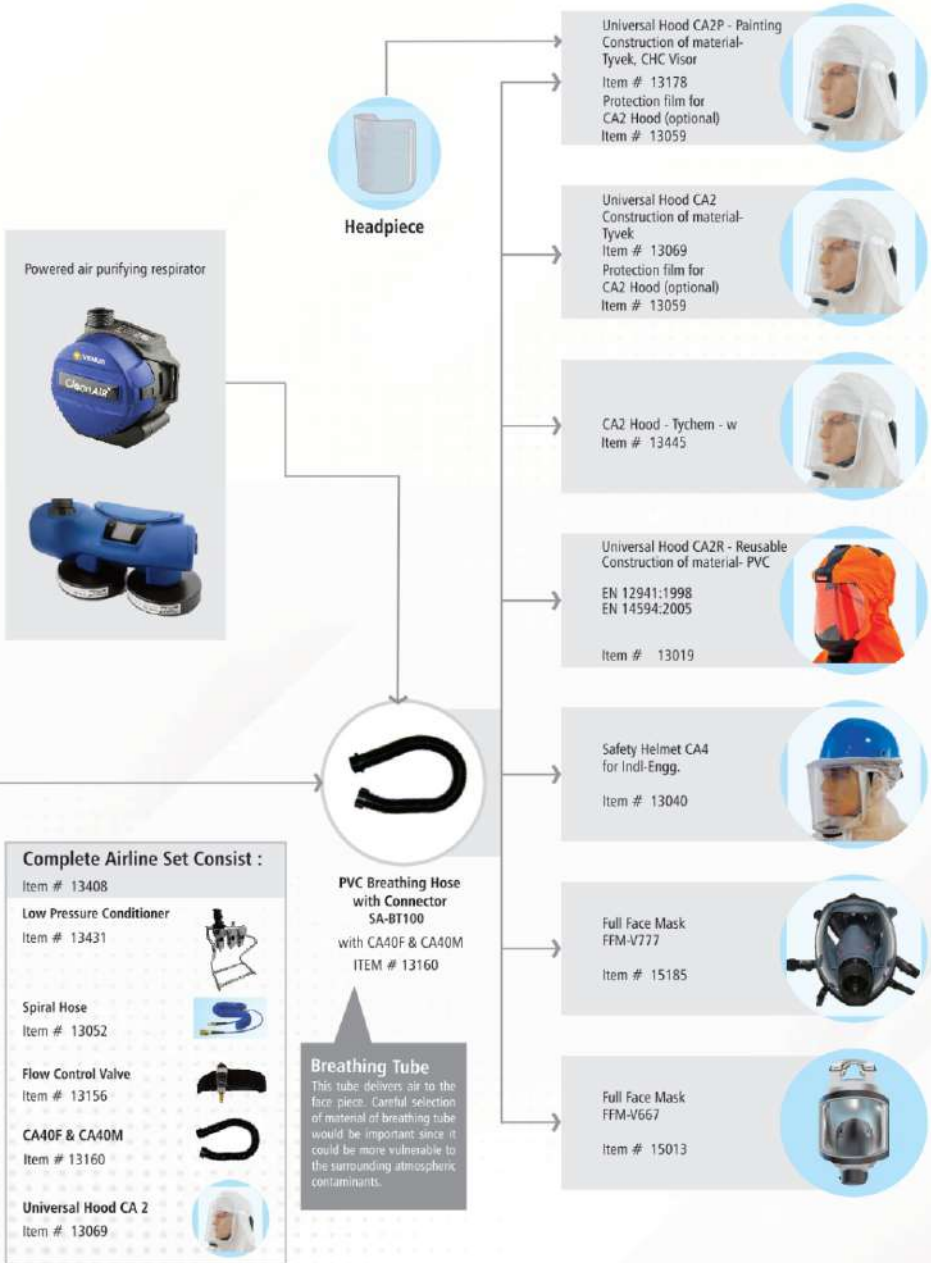 Universal Hood CA2P - Painting
Construction of material-
Tyvek, CHC Visor
Item # 13178
Protection film for
CA2 Hood (optional)
Item # 13059
Headpiece
Universal Hood CA2
Construction of material-
Tyvek
Item # 13069
Protection film for
CA2 Hood (optional)
Item # 13059
Powered air purifying respirator
CleanAIR
CA2 Hood - Tychem - w
Item # 13445
Universal Hood CA2R - Reusable
Construction of material- PVC
EN 12941:1998
EN 14594:2005
Item # 13019
Safety Helmet CA4
for Indl-Engg.
Item # 13040
PVC Breathing Hose
with Connector
SA-BT100
with CA40F & CA40M
ITEM # 13160
Breathing Tube
This tube delivers air to the
face piece. Careful selection
of material of breathing tube
would be important since it
could be more vulnerable to
the surrounding atmospheric
contaminants.
Full Face Mask
FFM-V777
Item # 15185
Full Face Mask
FFM-V667
Item # 15013
Complete Airline Set Consist :
Item # 13408
Low Pressure Conditioner
Item # 13431
Spiral Hose
Item # 13052
Flow Control Valve
Item # 13156
CA40F & CA40M
Item # 13160
Universal Hood CA 2
Item # 13069